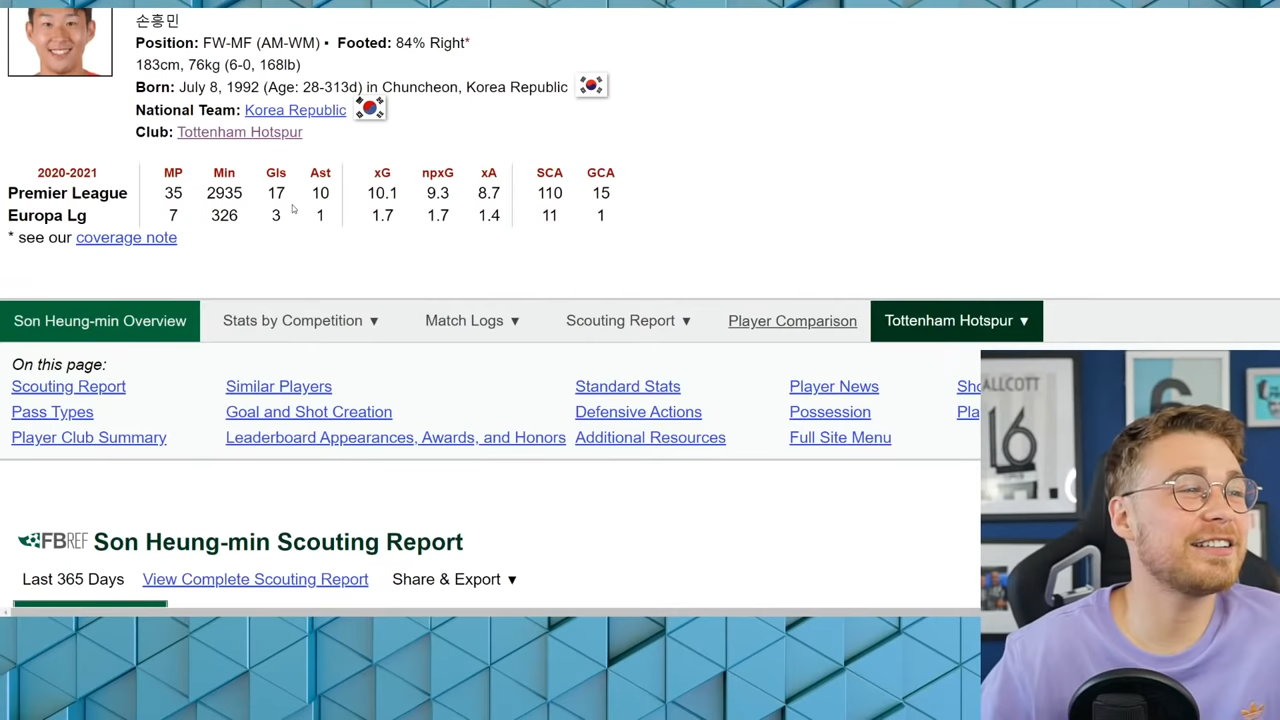 손흥민
Position: FW-MF (AM-WM) ▪ Footed: 84% Right*
183cm, 76kg (6-0, 168lb)
Born: July 8, 1992 (Age: 28-313d) in Chuncheon, Korea Republic
National Team: Korea Republic
Club: Tottenham Hotspur
2020-2021 MP Min Gls Ast xG npxG xA SCA GCA
Premier League 35 2935 17 10 10.1 9.3 8.7 110 15
Europa Lg 7 326 3 1 1.7 1.7 1.4 11 1
* see our coverage note
Son Heung-min Overview Stats by Competition ▼ Match Logs ▼ Scouting Report ▼ Player Comparison Tottenham Hotspur ▼
On this page:
Scouting Report Similar Players Standard Stats Player News Sho
Pass Types Goal and Shot Creation Defensive Actions Possession Pla
Player Club Summary Leaderboard Appearances, Awards, and Honors Additional Resources Full Site Menu
ALLCOTT
16
6
FBREF Son Heung-min Scouting Report
Last 365 Days View Complete Scouting Report Share & Export ▼